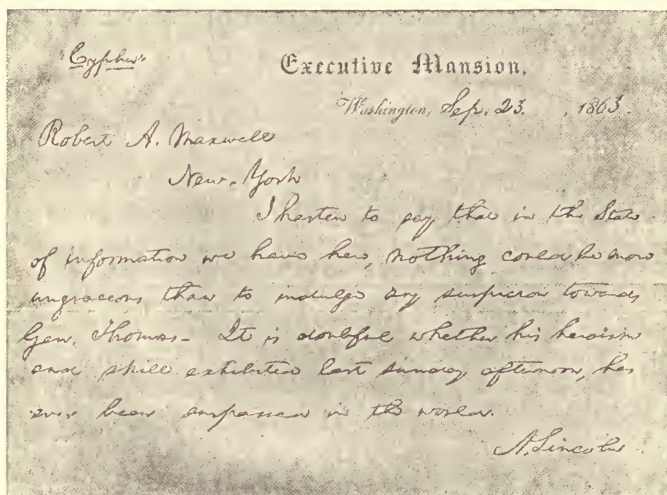 "Cypher"
Executive Mansion,
Washington, Sep. 23. , 1863.
Robert A. Maxwell
New-York
I hasten to say that in the State
of information we have here, nothing could be more
ungracious than to indulge any suspicion towards
Gen. Thomas- It is doubtful whether his heroism
and skill exhibited last Sunday afternoon, has
ever been surpassed in the world.
A. Lincoln